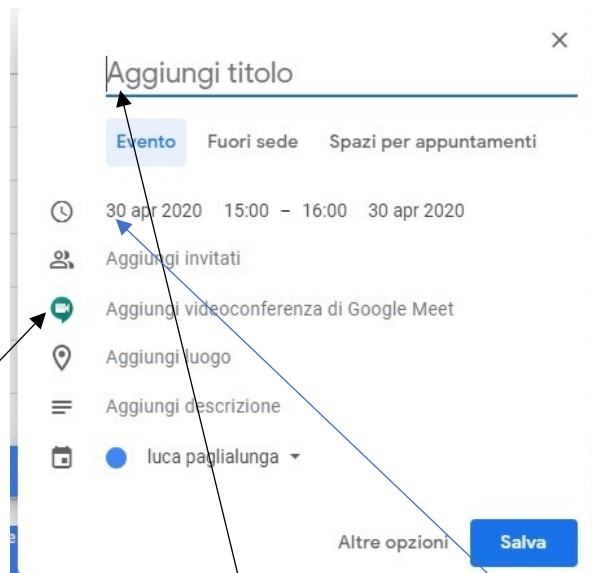 Aggiungi titolo
Evento Fuori sede Spazi per appuntamenti
30 apr 2020 15:00 – 16:00 30 apr 2020
Aggiungi invitati
Aggiungi videoconferenza di Google Meet
Aggiungi luogo
Aggiungi descrizione
luca paglialunga
Altre opzioni Salva